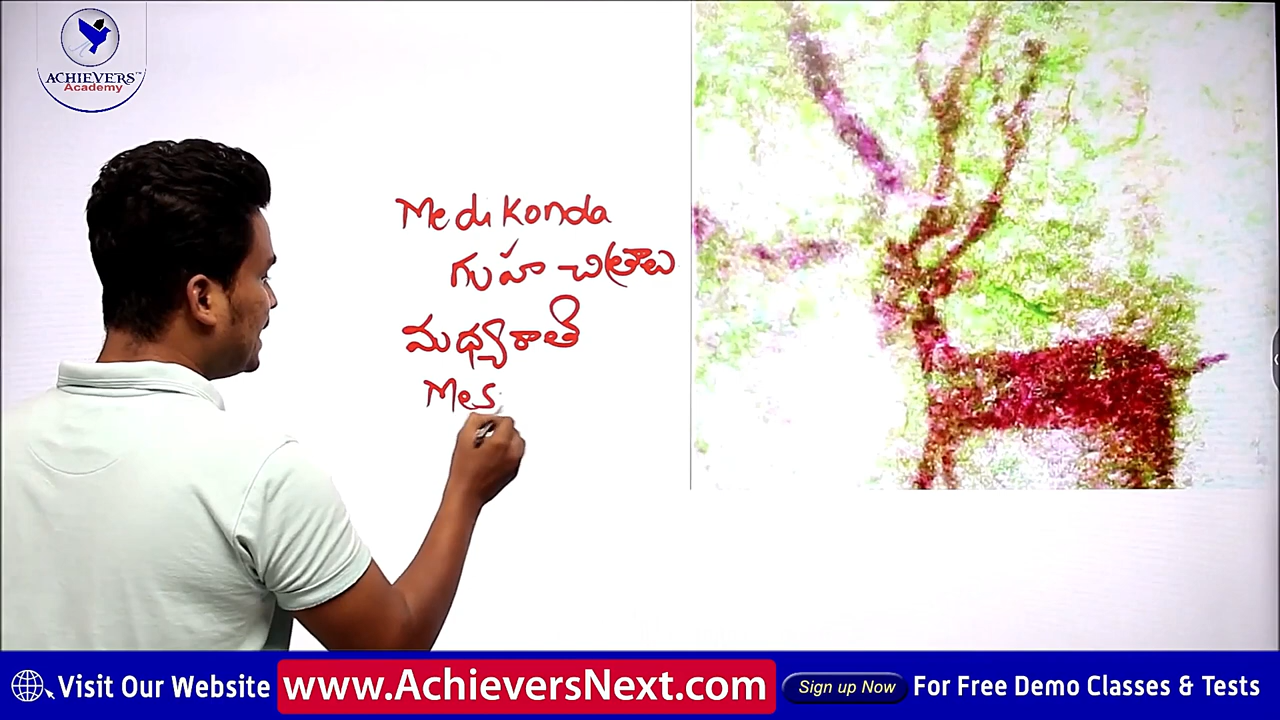 ACHIEVERS™
Academy
Medikonda
గుహ చిత్రాలు
మధ్యరాతి
Mes
Visit Our Website
www.AchieversNext.com
Sign up Now
For Free Demo Classes & Tests